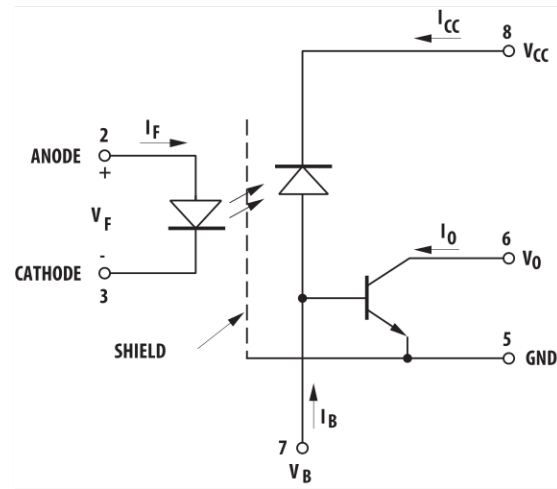 I_CC
8
V_CC
2
I_F
ANODE
+
V_F
-
CATHODE
3
I_O
6
V_O
5
SHIELD
GND
I_B
7
V_B